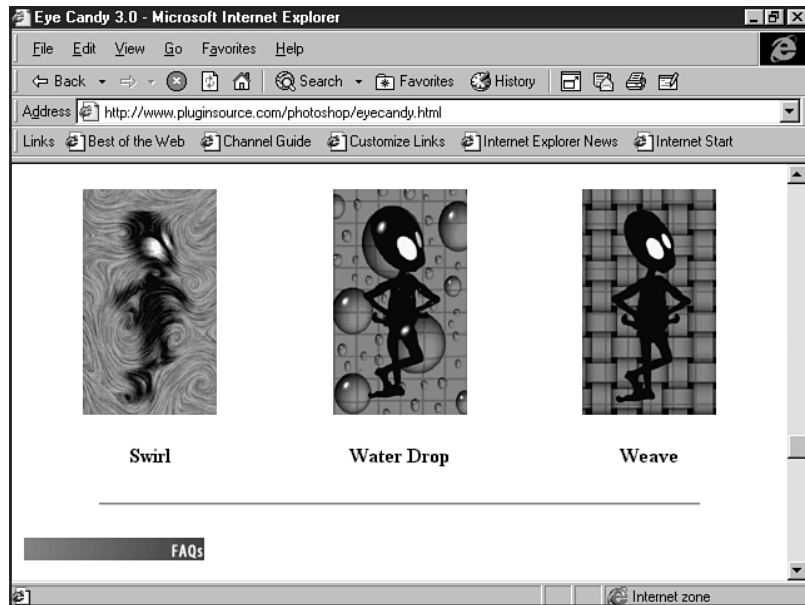 Eye Candy 3.0 - Microsoft Internet Explorer
File Edit View Go Favorites Help
Back Search Favorites History
Address http://www.pluginsource.com/photoshop/eyecandy.html
Links Best of the Web Channel Guide Customize Links Internet Explorer News Internet Start
Swirl Water Drop Weave
FAQs
Internet zone